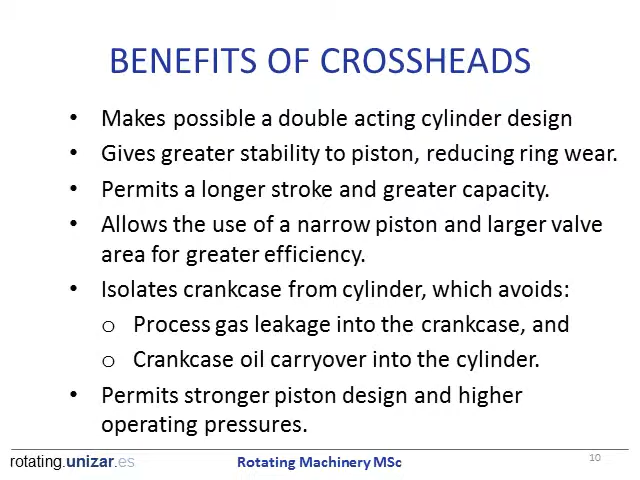 BENEFITS OF CROSSHEADS
• Makes possible a double acting cylinder design
• Gives greater stability to piston, reducing ring wear.
• Permits a longer stroke and greater capacity.
• Allows the use of a narrow piston and larger valve
area for greater efficiency.
• Isolates crankcase from cylinder, which avoids:
o Process gas leakage into the crankcase, and
o Crankcase oil carryover into the cylinder.
• Permits stronger piston design and higher
operating pressures.
rotating.unizar.es
Rotating Machinery MSc
10